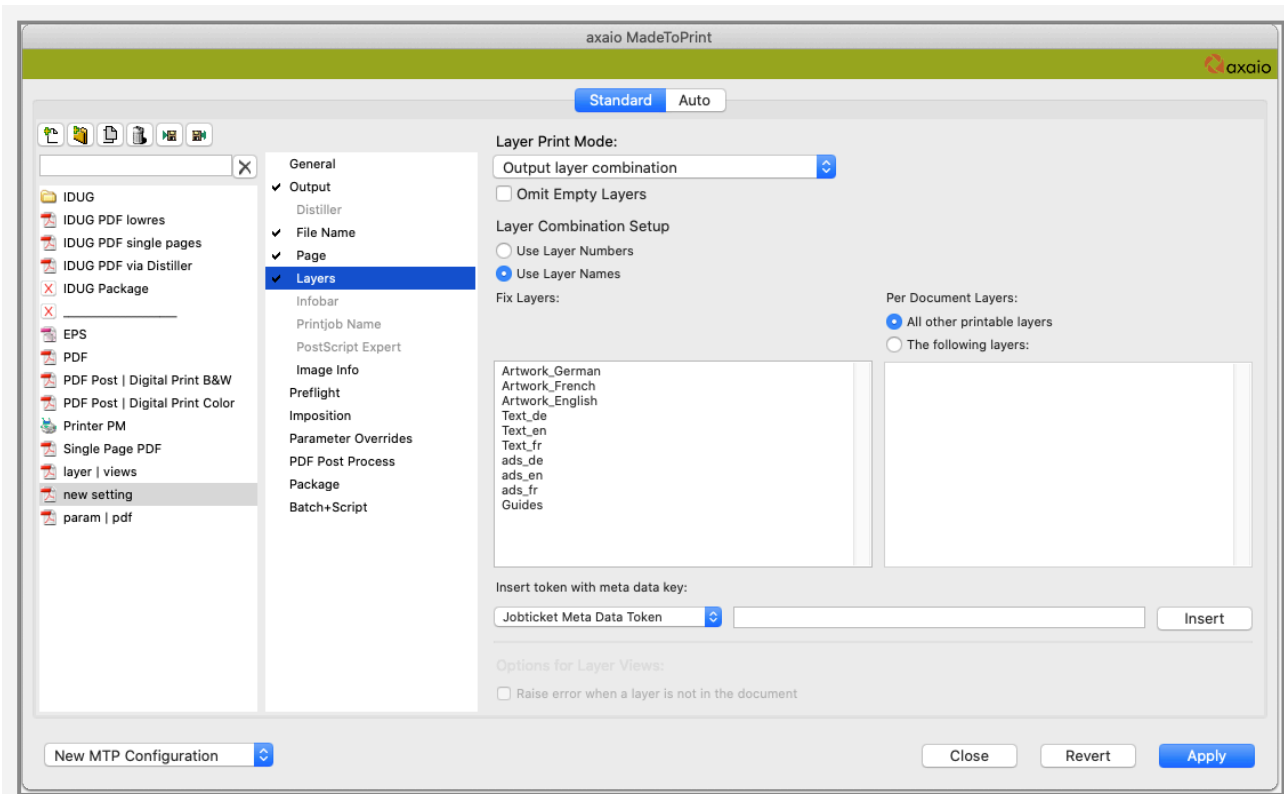 axaio MadeToPrint
axaio
Standard Auto
IDUG
IDUG PDF lowres
IDUG PDF single pages
IDUG PDF via Distiller
IDUG Package
__________________
EPS
PDF
PDF Post | Digital Print B&W
PDF Post | Digital Print Color
Printer PM
Single Page PDF
layer | views
new setting
param | pdf
General
Output
Distiller
File Name
Page
Layers
Infobar
Printjob Name
PostScript Expert
Image Info
Preflight
Imposition
Parameter Overrides
PDF Post Process
Package
Batch+Script
Layer Print Mode:
Output layer combination
Omit Empty Layers
Layer Combination Setup
Use Layer Numbers
Use Layer Names
Fix Layers:
Artwork_German
Artwork_French
Artwork_English
Text_de
Text_en
Text_fr
ads_de
ads_en
ads_fr
Guides
Per Document Layers:
All other printable layers
The following layers:
Insert token with meta data key:
Jobticket Meta Data Token
Insert
Options for Layer Views:
Raise error when a layer is not in the document
New MTP Configuration
Close Revert Apply